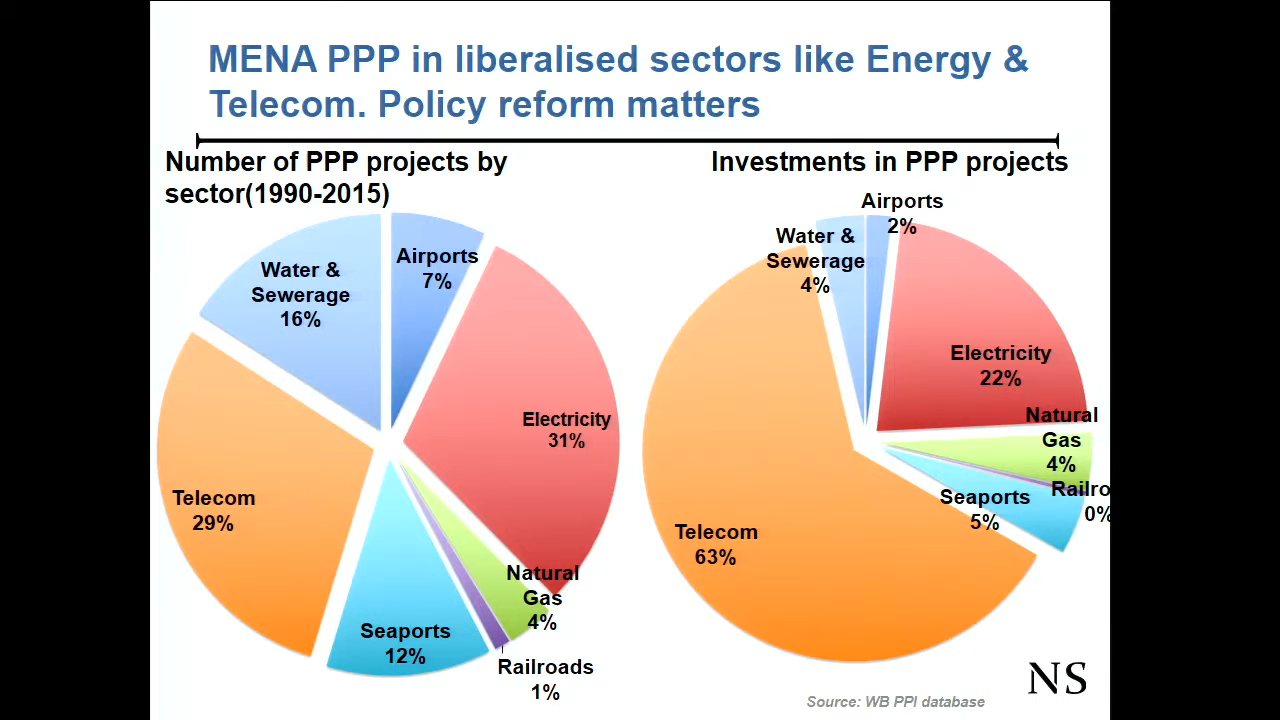 MENA PPP in liberalised sectors like Energy &
Telecom. Policy reform matters
Number of PPP projects by
sector(1990-2015)
Airports
7%
Electricity
31%
Natural
Gas
4%
Railroads
1%
Seaports
12%
Telecom
29%
Water &
Sewerage
16%
Investments in PPP projects
Airports
2%
Electricity
22%
Natural
Gas
4%
Railro
0%
Seaports
5%
Telecom
63%
Water &
Sewerage
4%
Source: WB PPI database
NS